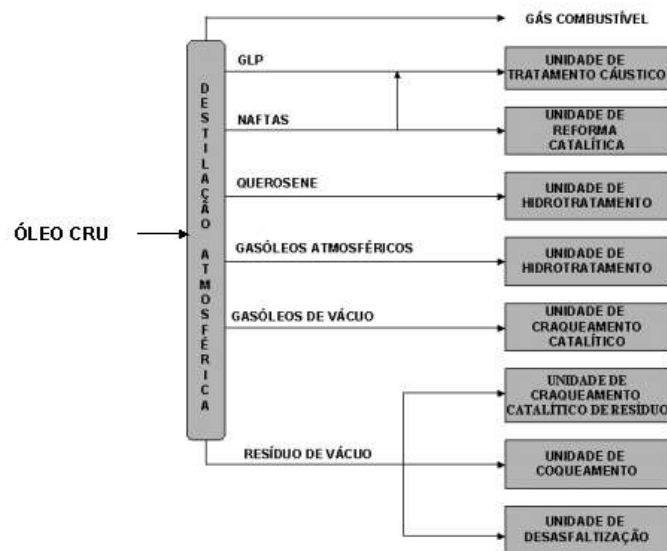 GÁS COMBUSTÍVEL
GLP
UNIDADE DE
TRATAMENTO CÁUSTICO
NAFTAS
UNIDADE DE
REFORMA
CATALÍTICA
QUEROSENE
UNIDADE DE
HIDROTRATAMENTO
ÓLEO CRU
DESTILAÇÃO ATMOSFÉRICA
GASÓLEOS ATMOSFÉRICOS
UNIDADE DE
HIDROTRATAMENTO
GASÓLEOS DE VÁCUO
UNIDADE DE
CRAQUEAMENTO
CATALÍTICO
UNIDADE DE
CRAQUEAMENTO
CATALÍTICO DE RESÍDUO
RESÍDUO DE VÁCUO
UNIDADE DE
COQUEAMENTO
UNIDADE DE
DESASFALTIZAÇÃO